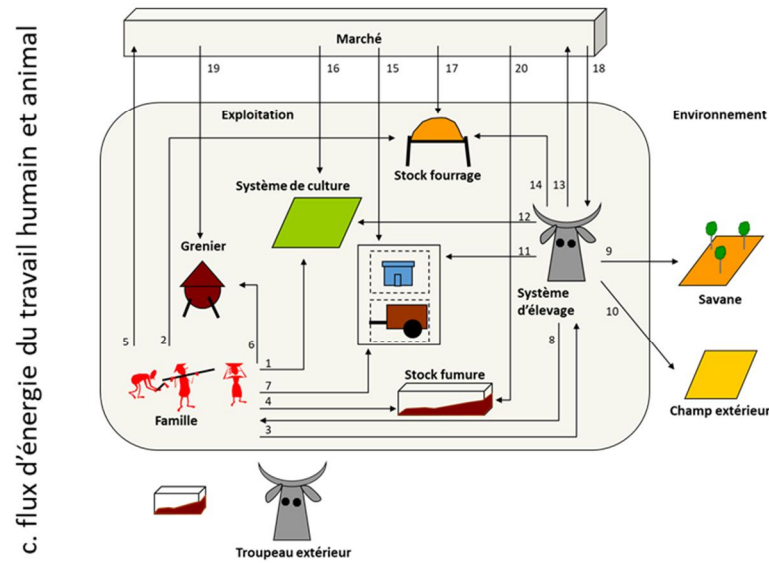 c. flux d'énergie du travail humain et animal
Marché
19
16
15
17
20
18
Exploitation
Environnement
Stock fourrage
14
13
Système de culture
12
Grenier
11
9
Système
d'élevage
Savane
10
5
2
6
8
1
7
Stock fumure
4
Famille
Champ extérieur
3
Troupeau extérieur